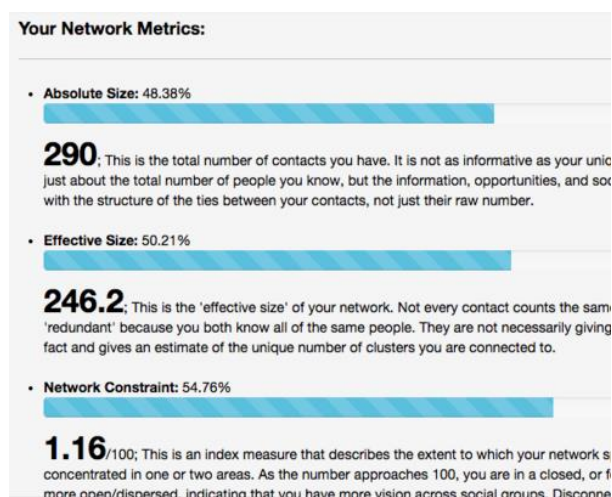 Your Network Metrics:
• Absolute Size: 48.38%
290; This is the total number of contacts you have. It is not as informative as your
just about the total number of people you know, but the information, opportunities, and
with the structure of the ties between your contacts, not just their raw number.
• Effective Size: 50.21%
246.2; This is the 'effective size' of your network. Not every contact counts the
'redundant' because you both know all of the same people. They are not necessarily giving
fact and gives an estimate of the unique number of clusters you are connected to.
• Network Constraint: 54.76%
1.16/100; This is an index measure that describes the extent to which your network
concentrated in one or two areas. As the number approaches 100, you are in a closed, or
more open/dispersed, indicating that you have more vision across social groups.